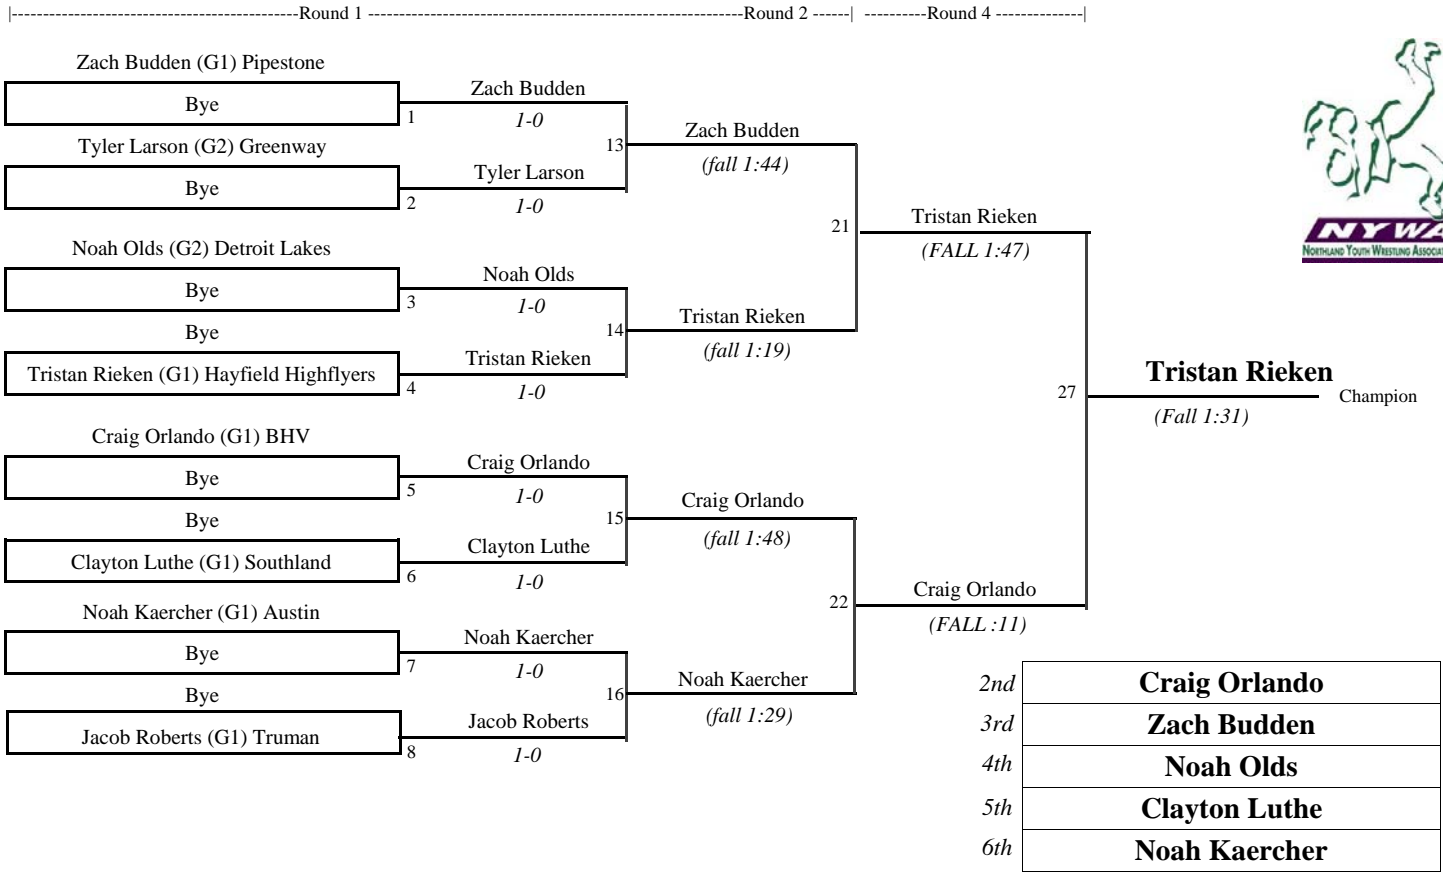 |----------------------------------------------Round 1 ------------------------------------------------------------Round 2 ------| ----------Round 4 --------------|
Zach Budden (G1) Pipestone
Bye
1
Tyler Larson (G2) Greenway
Bye
2
Noah Olds (G2) Detroit Lakes
Bye
3
Bye
Tristan Rieken (G1) Hayfield Highflyers
4
Craig Orlando (G1) BHV
Bye
5
Bye
Clayton Luthe (G1) Southland
6
Noah Kaercher (G1) Austin
Bye
7
Bye
Jacob Roberts (G1) Truman
8
Zach Budden
1-0
13
Tyler Larson
1-0
Noah Olds
1-0
14
Tristan Rieken
1-0
Craig Orlando
1-0
15
Clayton Luthe
1-0
Noah Kaercher
1-0
16
Jacob Roberts
1-0
Zach Budden
(fall 1:44)
21
Tristan Rieken
(fall 1:19)
Craig Orlando
(fall 1:48)
22
Noah Kaercher
(fall 1:29)
Tristan Rieken
(FALL 1:47)
27
Craig Orlando
(FALL :11)
Tristan Rieken
Champion
(Fall 1:31)
NYWA
Northland Youth Wrestling Associat
2nd Craig Orlando
3rd Zach Budden
4th Noah Olds
5th Clayton Luthe
6th Noah Kaercher